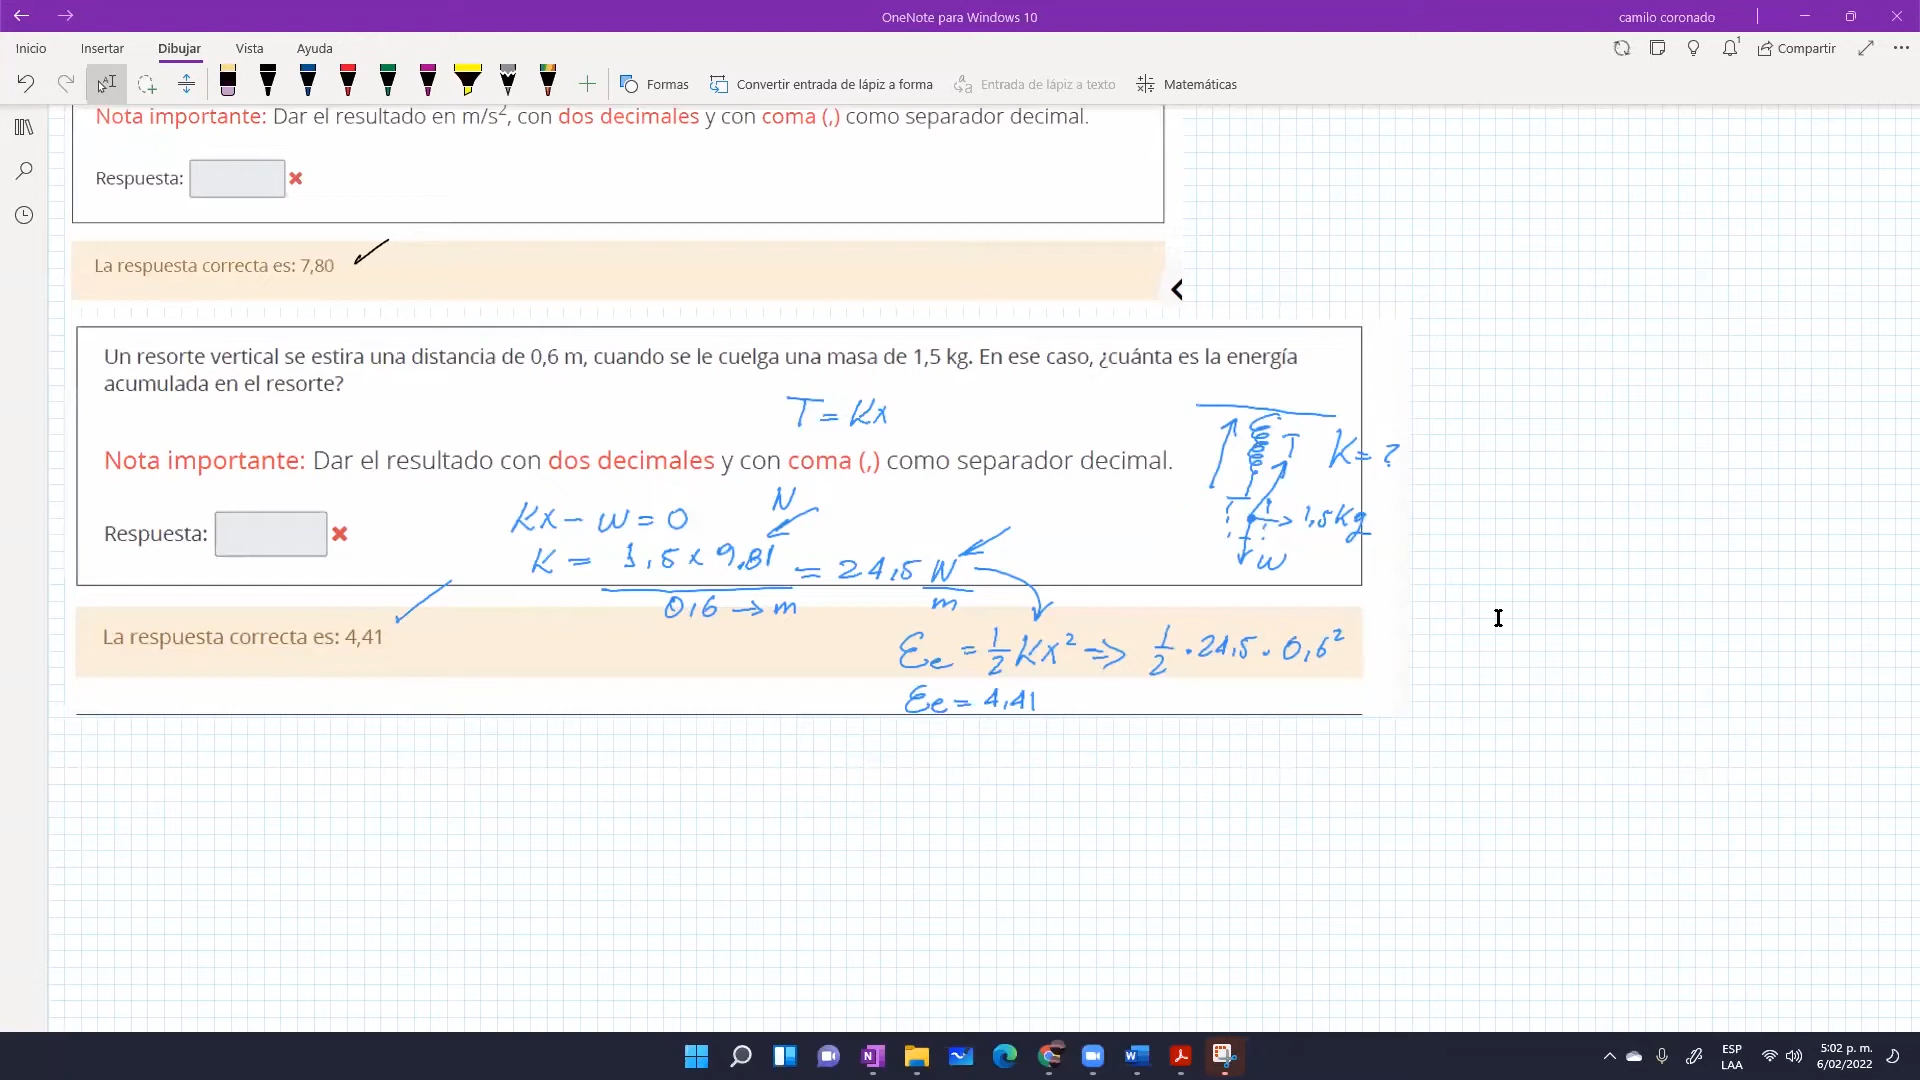 OneNote para Windows 10
camilo coronado
Inicio Insertar Dibujar Vista Ayuda
1
Compartir
Formas
Convertir entrada de lápiz a forma
Entrada de lápiz a texto
Matemáticas
Nota importante: Dar el resultado en m/s², con dos decimales y con coma (,) como separador decimal.
Respuesta:
La respuesta correcta es: 7,80
Un resorte vertical se estira una distancia de 0,6 m, cuando se le cuelga una masa de 1,5 kg. En ese caso, ¿cuánta es la energía
acumulada en el resorte?
T = Kx
T K = ?
Nota importante: Dar el resultado con dos decimales y con coma (,) como separador decimal.
N
Kx - w = 0
1,5 Kg
w
Respuesta:
K = 1,5 x 9,81 = 24,5 N
0,6 → m m
La respuesta correcta es: 4,41
Ee = 1/2 Kx² => 1/2 · 24,5 · 0,6²
Ee = 4,41
ESP
LAA
5:02 p. m.
6/02/2022